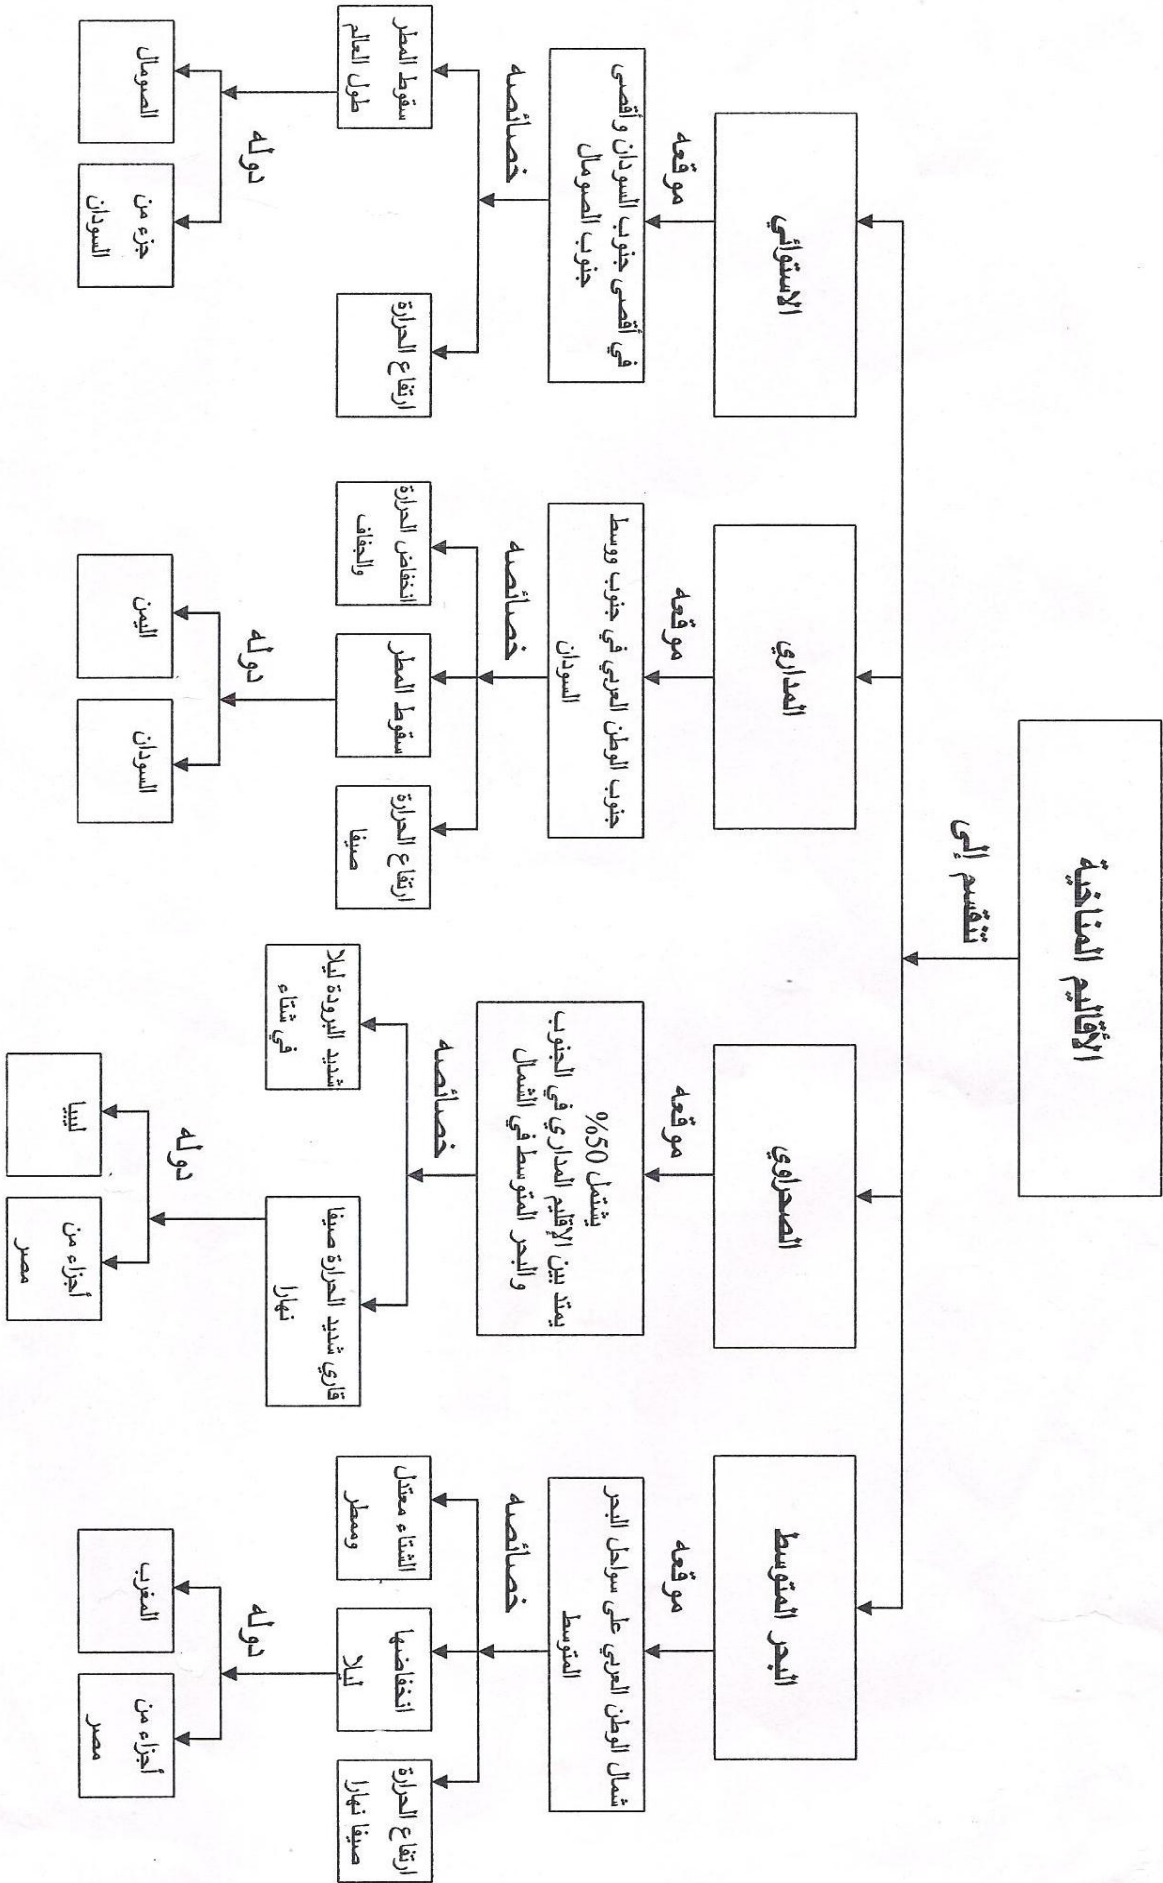 الأقاليم المناخية
تنقسم إلى
البحر المتوسط
موقعه
شمال الوطن العربي على سواحل البحر
المتوسط
خصائصه
ارتفاع الحرارة
صيفا نهارا
انخفاضها
ليلا
الشتاء معتدل
وممطر
دوله
أجزاء من
مصر
المغرب
الصحراوي
موقعه
يشتمل 50%
يمتد بين الإقليم المداري في الجنوب
والبحر المتوسط في الشمال
خصائصه
قاري شديد الحرارة صيفا
نهارا
شديد البرودة ليلا
في شتاء
دوله
أجزاء من
مصر
ليبيا
المداري
موقعه
جنوب الوطن العربي في جنوب ووسط
السودان
خصائصه
ارتفاع الحرارة
صيفا
سقوط المطر
انخفاض الحرارة
والجفاف
دوله
السودان
اليمن
الاستوائي
موقعه
في أقصى جنوب السودان وأقصى
جنوب الصومال
خصائصه
ارتفاع الحرارة
سقوط المطر
طول العالم
دوله
جزء من
السودان
الصومال